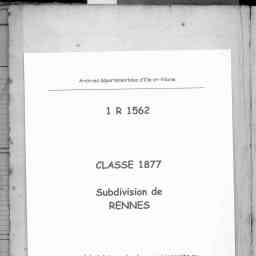 Archives départementales d'Ille-et-Vilaine
1 R 1562
CLASSE 1877
Subdivision de
RENNES